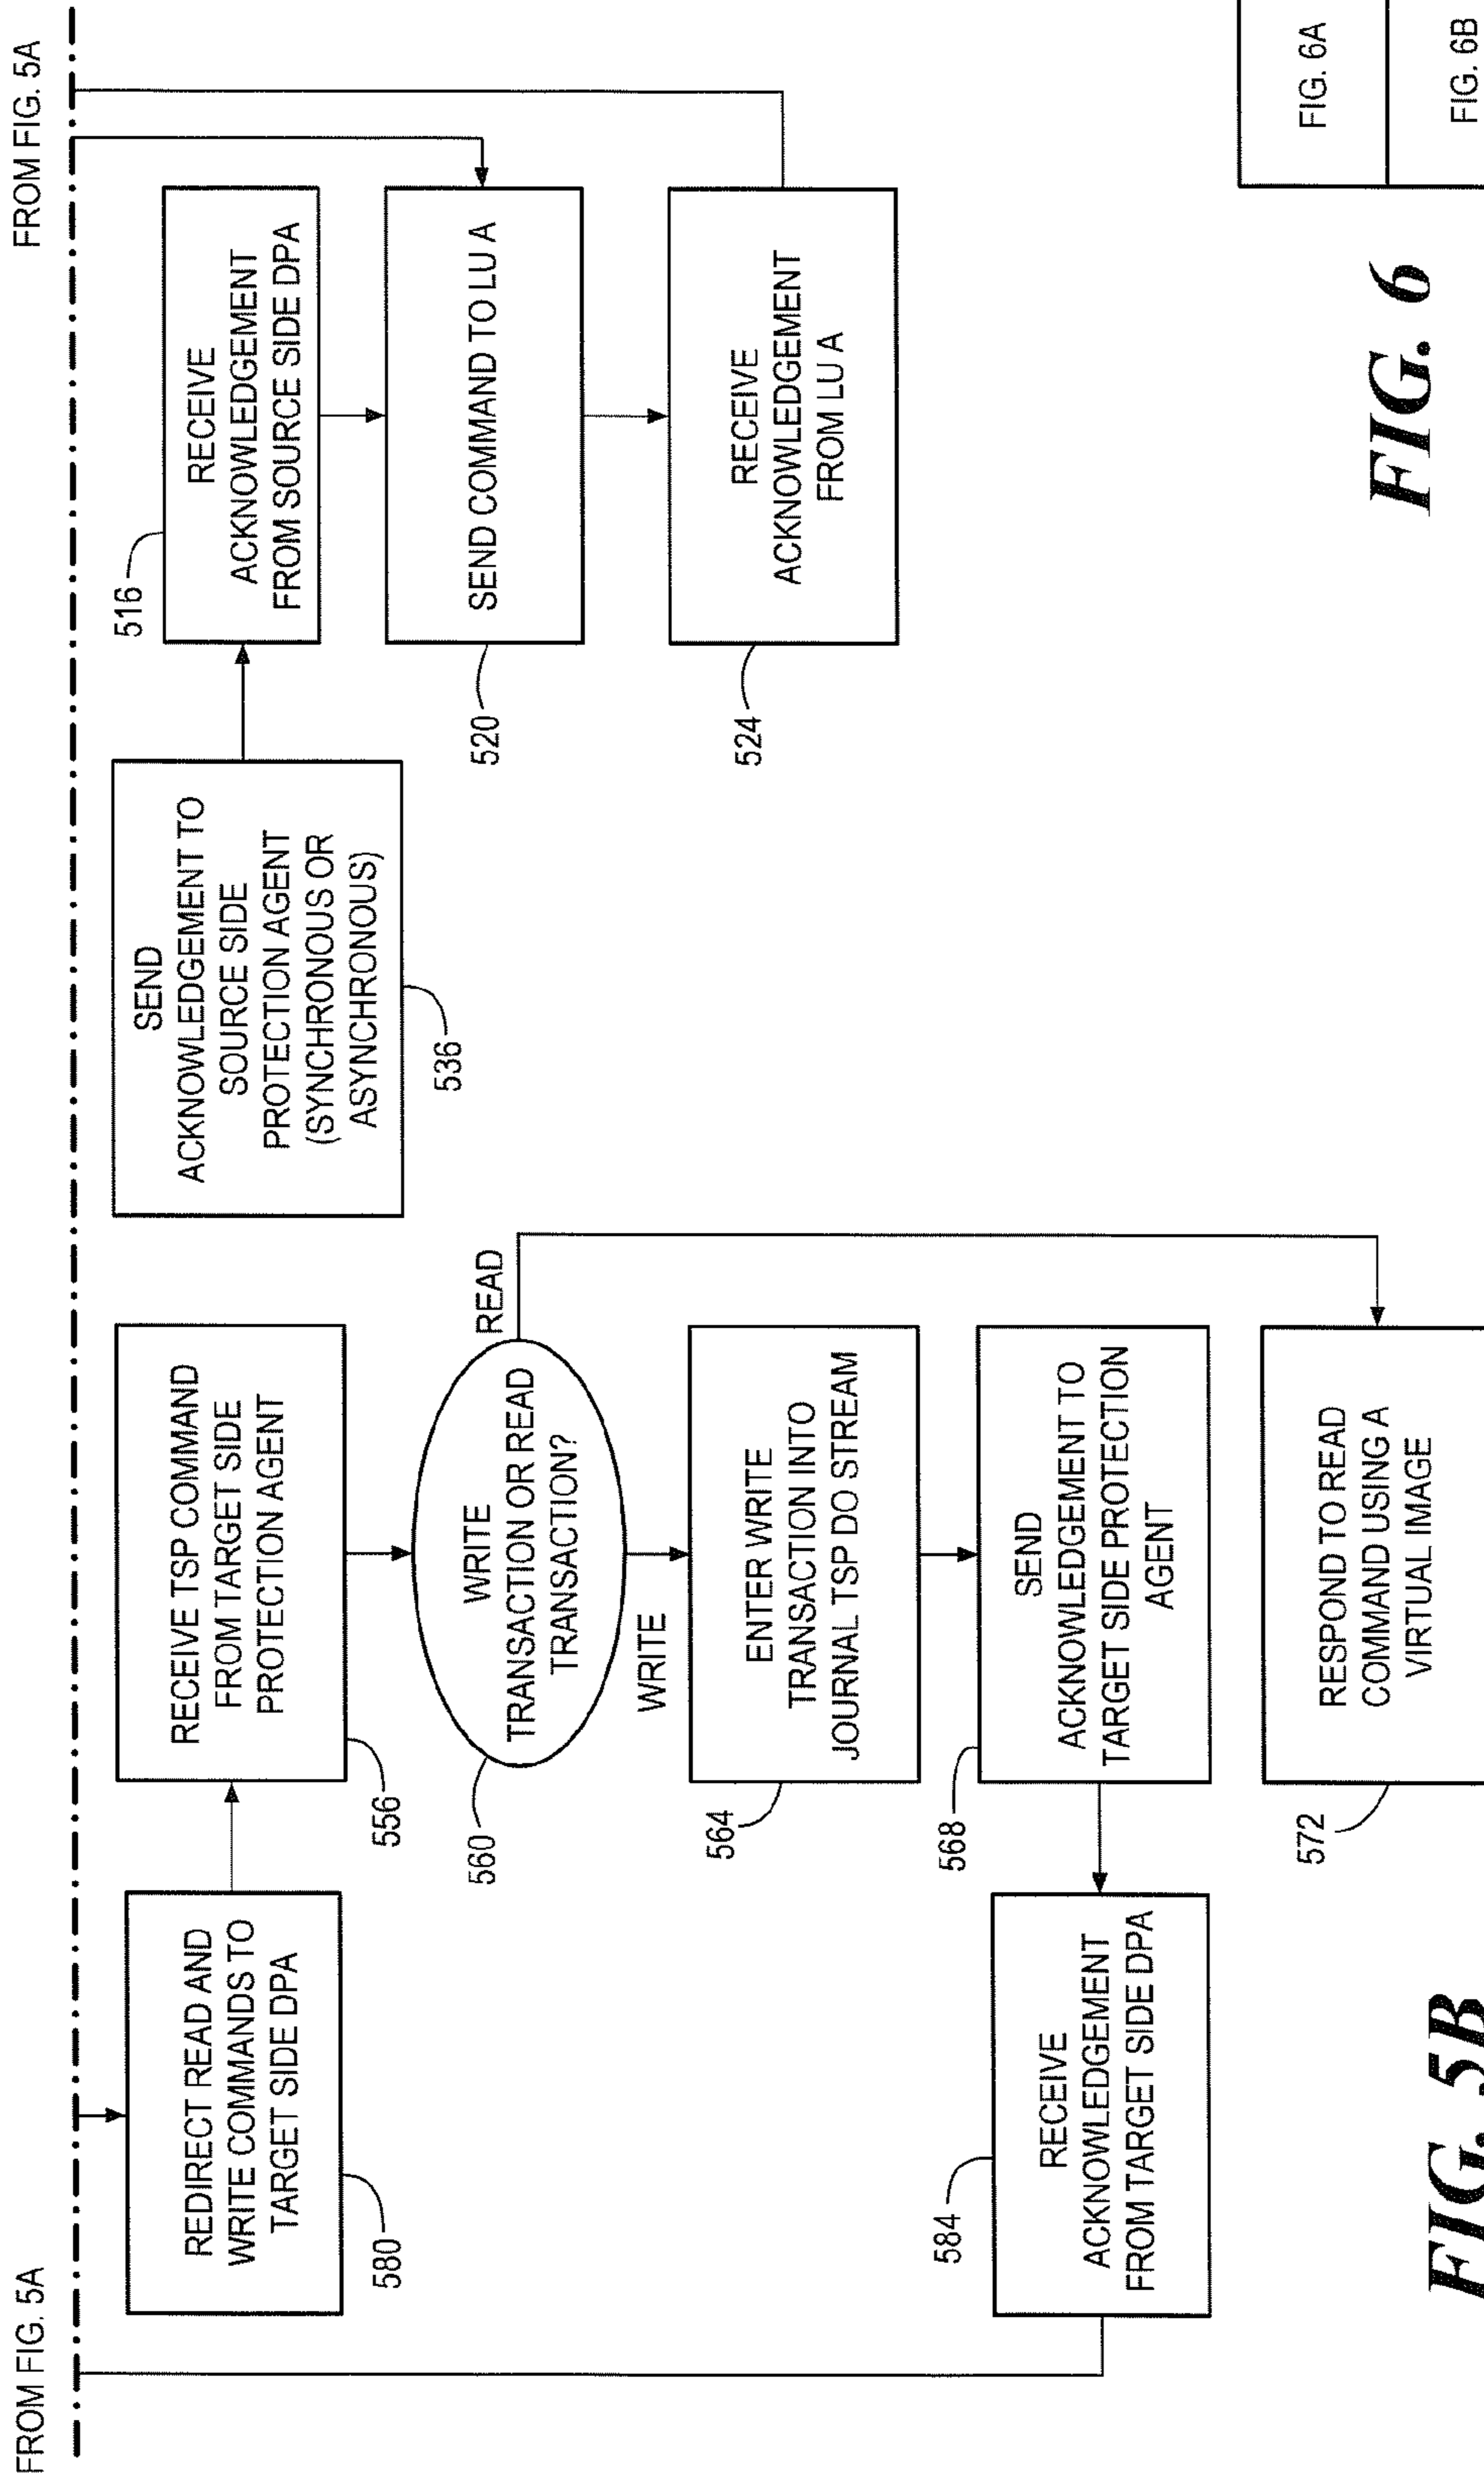 FROM FIG. 5A
FROM FIG. 5A
REDIRECT READ AND
WRITE COMMANDS TO
TARGET SIDE DPA
580
RECEIVE TSP COMMAND
FROM TARGET SIDE
PROTECTION AGENT
556
WRITE
TRANSACTION OR READ
TRANSACTION?
560
READ
WRITE
ENTER WRITE
TRANSACTION INTO
JOURNAL TSP DO STREAM
564
SEND
ACKNOWLEDGEMENT TO
TARGET SIDE PROTECTION
AGENT
568
RESPOND TO READ
COMMAND USING A
VIRTUAL IMAGE
572
RECEIVE
ACKNOWLEDGEMENT
FROM TARGET SIDE DPA
584
SEND
ACKNOWLEDGEMENT TO
SOURCE SIDE
PROTECTION AGENT
(SYNCHRONOUS OR
ASYNCHRONOUS)
536
RECEIVE
ACKNOWLEDGEMENT
FROM SOURCE SIDE DPA
516
SEND COMMAND TO LU A
520
RECEIVE
ACKNOWLEDGEMENT
FROM LU A
524
FIG. 5B
FIG. 6
FIG. 6A
FIG. 6B